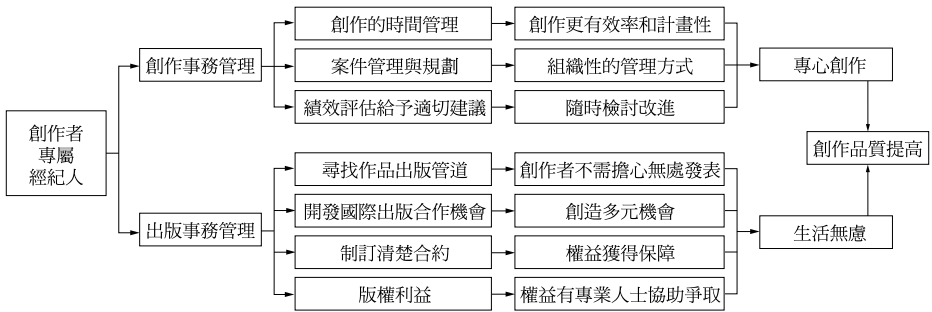 創作者
專屬
經紀人
創作事務管理
出版事務管理
創作的時間管理
創作更有效率和計畫性
案件管理與規劃
組織性的管理方式
績效評估給予適切建議
隨時檢討改進
專心創作
尋找作品出版管道
創作者不需擔心無處發表
開發國際出版合作機會
創造多元機會
制訂清楚合約
權益獲得保障
版權利益
權益有專業人士協助爭取
生活無慮
創作品質提高